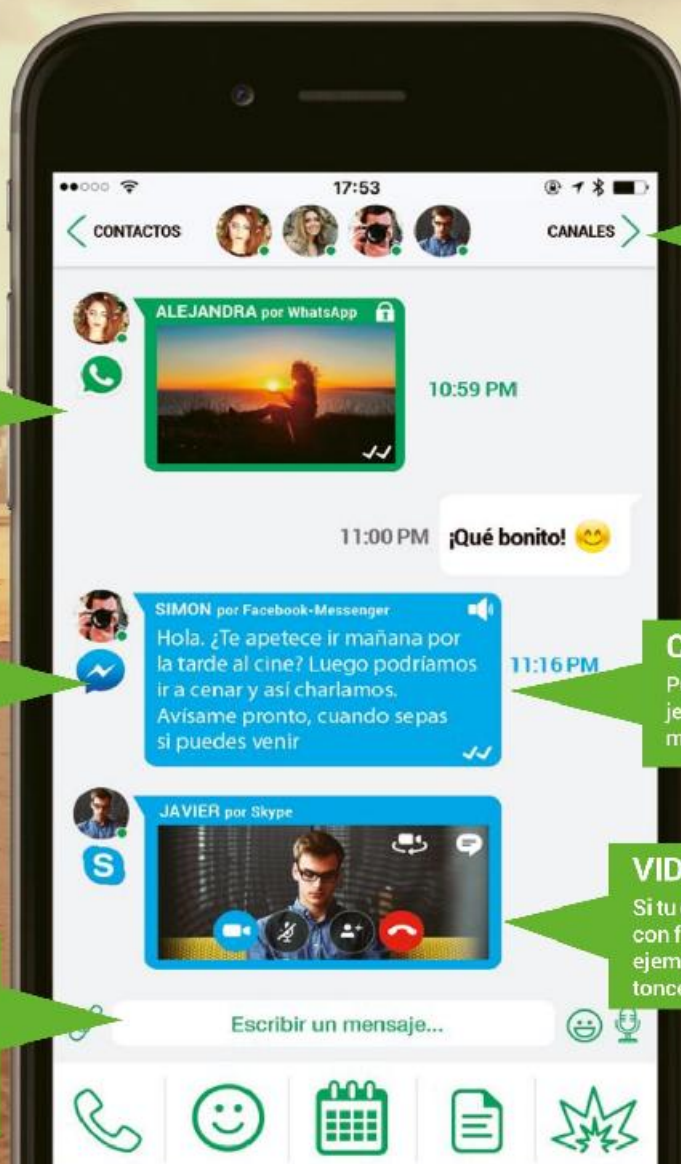 17:53
CONTACTOS
CANALES
ALEJANDRA por WhatsApp
10:59 PM
11:00 PM
¡Qué bonito!
SIMON por Facebook-Messenger
Hola. ¿Te apetece ir mañana por
la tarde al cine? Luego podríamos
ir a cenar y así charlamos.
Avísame pronto, cuando sepas
si puedes venir
11:16 PM
JAVIER por Skype
S
VID
Si tu
con f
ejem
tonce
Escribir un mensaje...